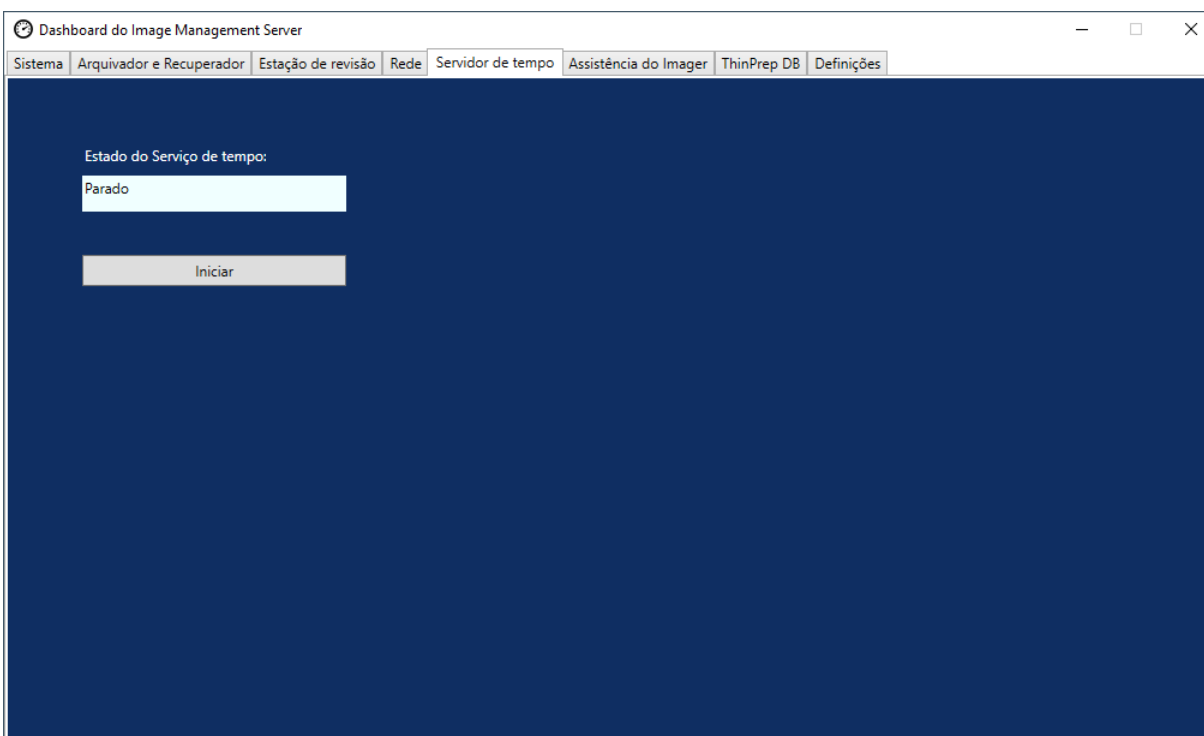 Dashboard do Image Management Server
Sistema Arquivador e Recuperador Estação de revisão Rede Servidor de tempo Assistência do Imager ThinPrep DB Definições
Estado do Serviço de tempo:
Parado
Iniciar